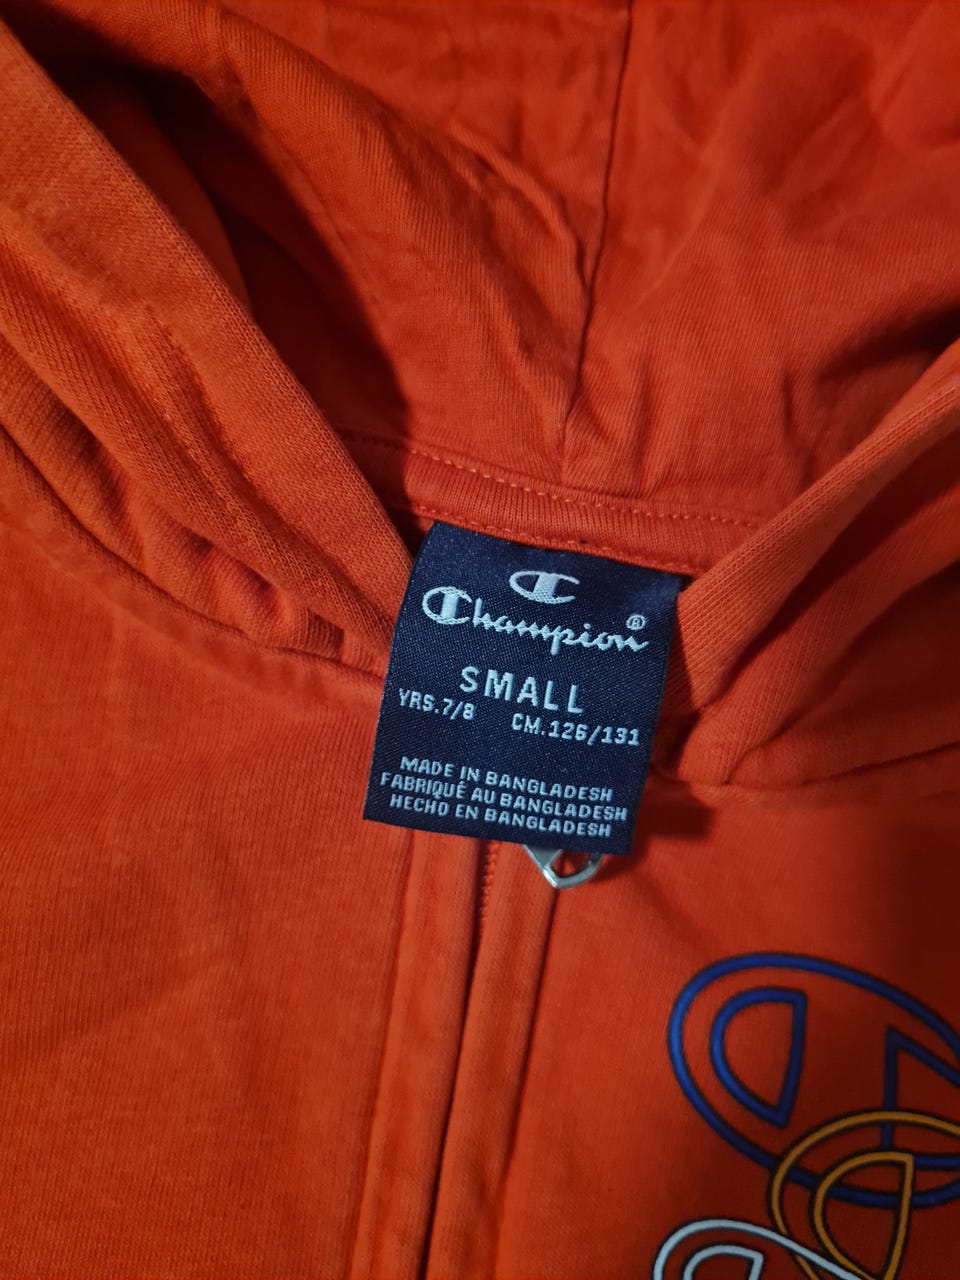 Champion®
SMALL
YRS.7/8
CM.126/131
MADE IN BANGLADESH
FABRIQUÉ AU BANGLADESH
HECHO EN BANGLADESH